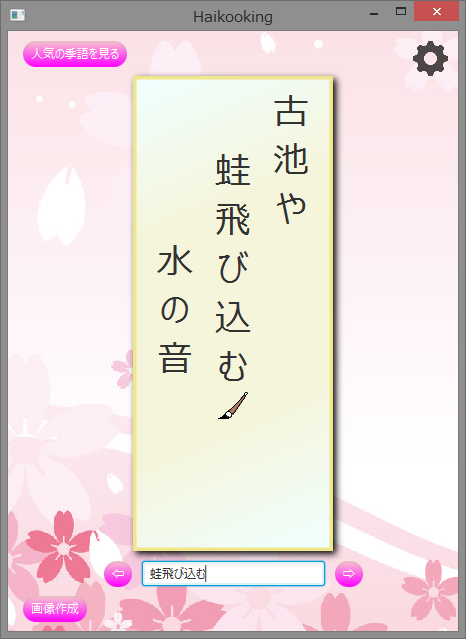 Haikooking
人気の季語を見る
古池や
蛙飛び込む
水の音
蛙飛び込む
画像作成